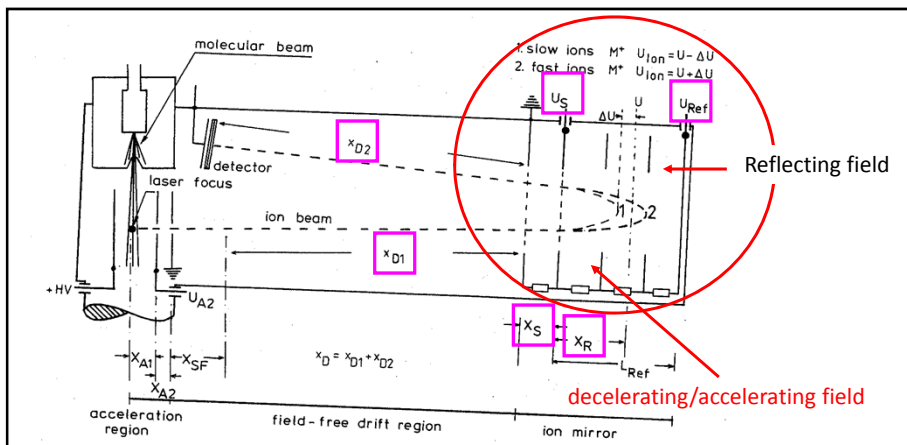 molecular beam
1. slow ions M⁺ U_Ion = U-ΔU
2. fast ions M⁺ U_Ion = U+ΔU
U_S
U
U_Ref
ΔU
x_D2
detector
Reflecting field
laser focus
ion beam
1 2
x_D1
+HV
U_A2
X_S
X_R
X_A1
X_SF
x_D = x_D1 + x_D2
L_Ref
X_A2
decelerating/accelerating field
acceleration
region
field-free drift region
ion mirror